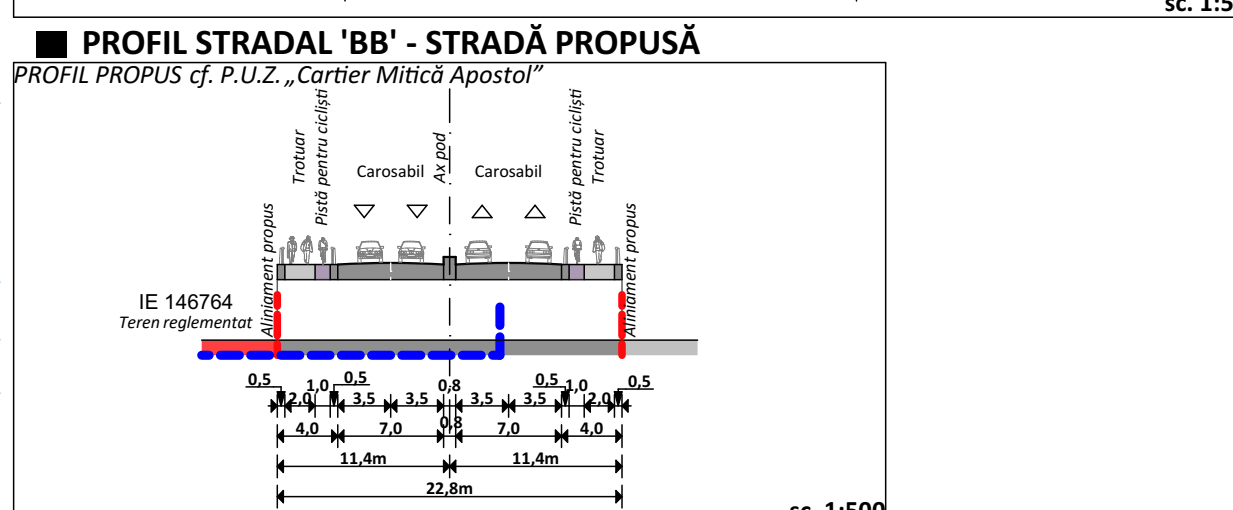 sc. 1:5
PROFIL STRADAL 'BB' - STRADĂ PROPUSĂ
PROFIL PROPUS cf. P.U.Z. „Cartier Mitică Apostol”
Aliniament propus
Trotuar
Pistă pentru cicliști
Carosabil
Ax pod
Carosabil
Pistă pentru cicliști
Trotuar
Aliniament propus
IE 146764
Teren reglementat
0,5 1,0 0,5 0,8 0,5 1,0 0,5
2,0 3,5 3,5 3,5 3,5 2,0
4,0 7,0 0,8 7,0 4,0
11,4m 11,4m
22,8m
sc. 1:500